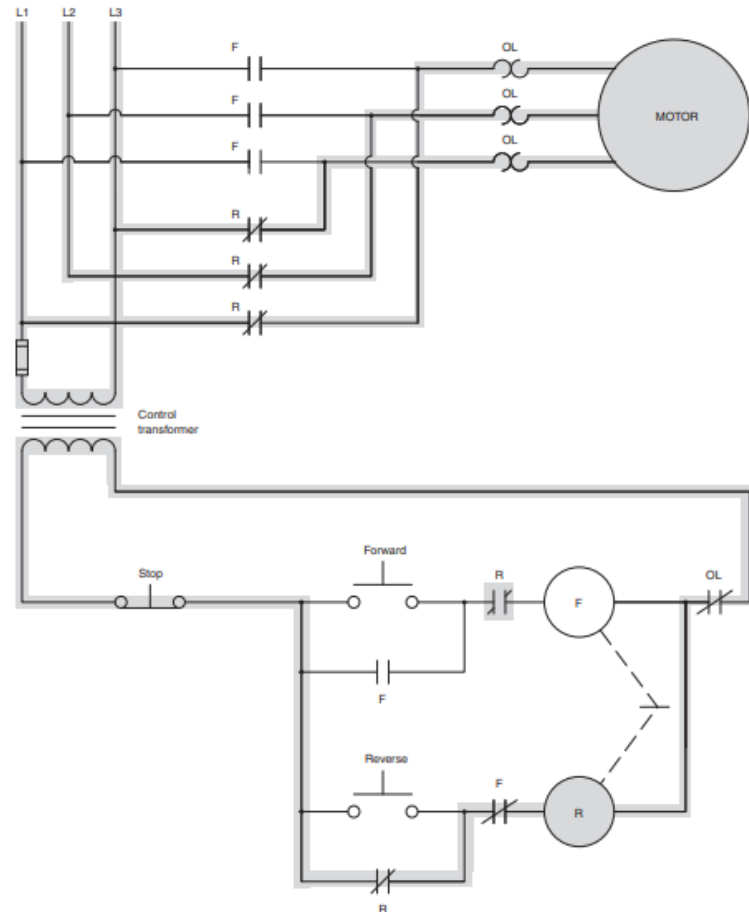 L1 L2 L3
F OL
F OL
MOTOR
F OL
R
R
R
Control
transformer
Forward
Stop R OL
F
F
Reverse
F
R
R